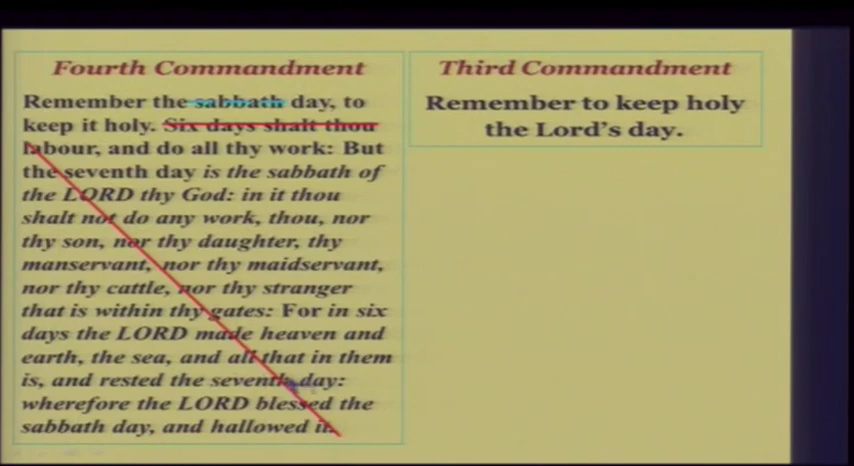 Fourth Commandment
Remember the sabbath day, to
keep it holy. Six days shalt thou
labour, and do all thy work: But
the seventh day is the sabbath of
the LORD thy God: in it thou
shalt not do any work, thou, nor
thy son, nor thy daughter, thy
manservant, nor thy maidservant,
nor thy cattle, nor thy stranger
that is within thy gates: For in six
days the LORD made heaven and
earth, the sea, and all that in them
is, and rested the seventh day:
wherefore the LORD blessed the
sabbath day, and hallowed it.
Third Commandment
Remember to keep holy
the Lord's day.